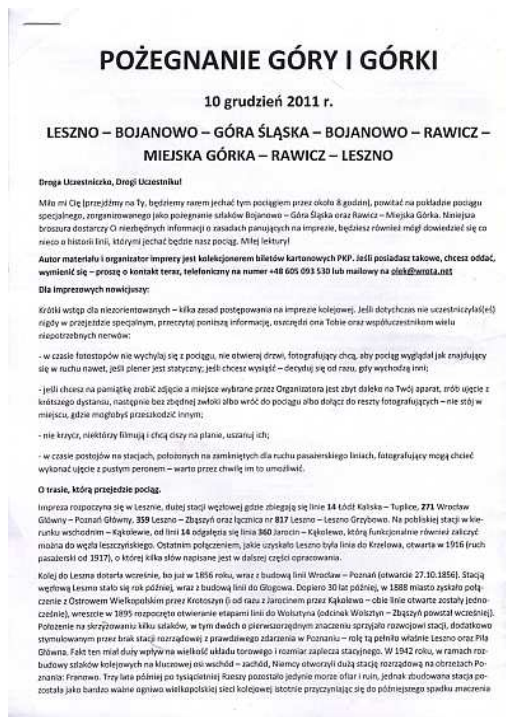 POŻEGNANIE GÓRY I GÓRKI
10 grudzień 2011 r.
LESZNO – BOJANOWO – GÓRA ŚLĄSKA – BOJANOWO – RAWICZ –
MIEJSKA GÓRKA – RAWICZ – LESZNO
Droga Uczestniczko, Drogi Uczestniku!
Miło mi Cię (przejdźmy na Ty, będziemy razem jechać tym pociągiem przez około 8 godzin), powitać na pokładzie pociągu
specjalnego, zorganizowanego jako pożegnanie szlaków Bojanowo – Góra Śląska oraz Rawicz – Miejska Górka. Niniejsza
broszura dostarczy Ci niezbędnych informacji o zasadach panujących na imprezie, będziesz również mógł dowiedzieć się co
nieco o historii linii, którymi jechać będzie nasz pociąg. Miłej lektury!
Autor materiału i organizator imprezy jest kolekcjonerem biletów kartonowych PKP. Jeśli posiadasz takowe, chcesz oddać,
wymienić się – proszę o kontakt teraz, telefoniczny na numer +48 605 093 530 lub mailowy na olek@wrota.net
Dla imprezowych nowicjuszy:
Krótki wstęp dla niezorientowanych – kilka zasad postępowania na imprezie kolejowej. Jeśli dotychczas nie uczestniczyłaś(eś)
nigdy w przejeździe specjalnym, przeczytaj poniższą informację, oszczędzi ona Tobie oraz współuczestnikom wielu
niepotrzebnych nerwów:
- w czasie fotostopów nie wychylaj się z pociągu, nie otwieraj drzwi, fotografujący chcą, aby pociąg wyglądał jak znajdujący
się w ruchu nawet, jeśli plener jest statyczny; jeśli chcesz wysiąść – decyduj się od razu, gdy wychodzą inni;
- jeśli chcesz na pamiątkę zrobić zdjęcie a miejsce wybrane przez Organizatora jest zbyt daleko na Twój aparat, zrób ujęcie z
krótszego dystansu, następnie bez zbędnej zwłoki albo wróć do pociągu albo dołącz do reszty fotografujących – nie stój w
miejscu, gdzie mogłobyś przeszkodzić innym;
- nie krzycz, niektórzy filmują i chcą ciszy na planie, uszanuj ich;
- w czasie postojów na stacjach, położonych na zamkniętych dla ruchu pasażerskiego liniach, fotografujący mogą chcieć
wykonać ujęcie z pustym peronem – warto przez chwilę im to umożliwić.
O trasie, którą przejedzie pociąg.
Impreza rozpoczyna się w Lesznie, dużej stacji węzłowej gdzie zbiegają się linie 14 Łódź Kaliska – Tuplice, 271 Wrocław
Główny – Poznań Główny, 359 Leszno – Zbąszyń oraz łącznica nr 817 Leszno – Leszno Grzybowo. Na pobliskiej stacji w kie-
runku wschodnim – Kąkolewie, od linii 14 odgałęzia się linia 360 Jarocin – Kąkolewo, którą funkcjonalnie również zaliczyć
można do węzła leszczyńskiego. Ostatnim połączeniem, jakie uzyskało Leszno była linia do Krzelowa, otwarta w 1916 (ruch
pasażerski od 1917), o której kilka słów napisane jest w dalszej części opracowania.
Kolej do Leszna dotarła wcześnie, bo już w 1856 roku, wraz z budową linii Wrocław – Poznań (otwarcie 27.10.1856). Stacją
węzłową Leszno stało się rok później, wraz z budową linii do Głogowa. Dopiero 30 lat później, w 1888 miasto zyskało połą-
czenie z Ostrowem Wielkopolskim przez Krotoszyn (i od razu z Jarocinem przez Kąkolewo – obie linie otwarte zostały jedno-
cześnie), wreszcie w 1895 rozpoczęto otwieranie etapami linii do Wolsztyna (odcinek Wolsztyn – Zbąszyń powstał wcześniej).
Położenie na skrzyżowaniu kilku szlaków, w tym dwóch o pierwszorzędnym znaczeniu sprzyjało rozwojowi stacji, dodatkowo
stymulowanym przez brak stacji rozrządowej z prawdziwego zdarzenia w Poznaniu – rolę tą pełniło właśnie Leszno oraz Piła
Główna. Fakt ten miał duży wpływ na wielkość układu torowego i rozmiar zaplecza stacyjnego. W 1942 roku, w ramach roz-
budowy szlaków kolejowych na kluczowej osi wschód – zachód, Niemcy otworzyli dużą stację rozrządową na obrzeżach Po-
znania: Franowo. Trzy lata później po tysiącletniej Rzeszy pozostało jedynie morze ofiar i ruin, jednak zbudowana stacja po-
została jako bardzo ważne ogniwo wielkopolskiej sieci kolejowej istotnie przyczyniając się do późniejszego spadku znaczenia